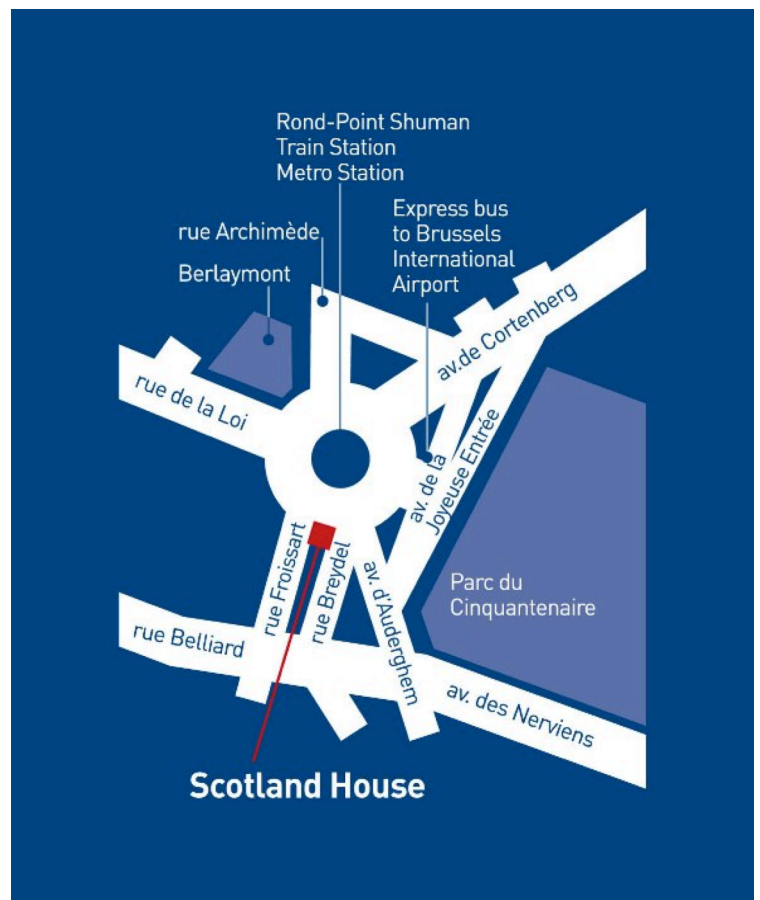 Rond-Point Shuman
Train Station
Metro Station
Express bus
to Brussels
International
Airport
rue Archimède
Berlaymont
av.de Cortenberg
rue de la Loi
av. de la
Joyeuse Entrée
rue Froissart
rue Breydel
av. d'Auderghem
Parc du
Cinquantenaire
rue Belliard
av. des Nerviens
Scotland House